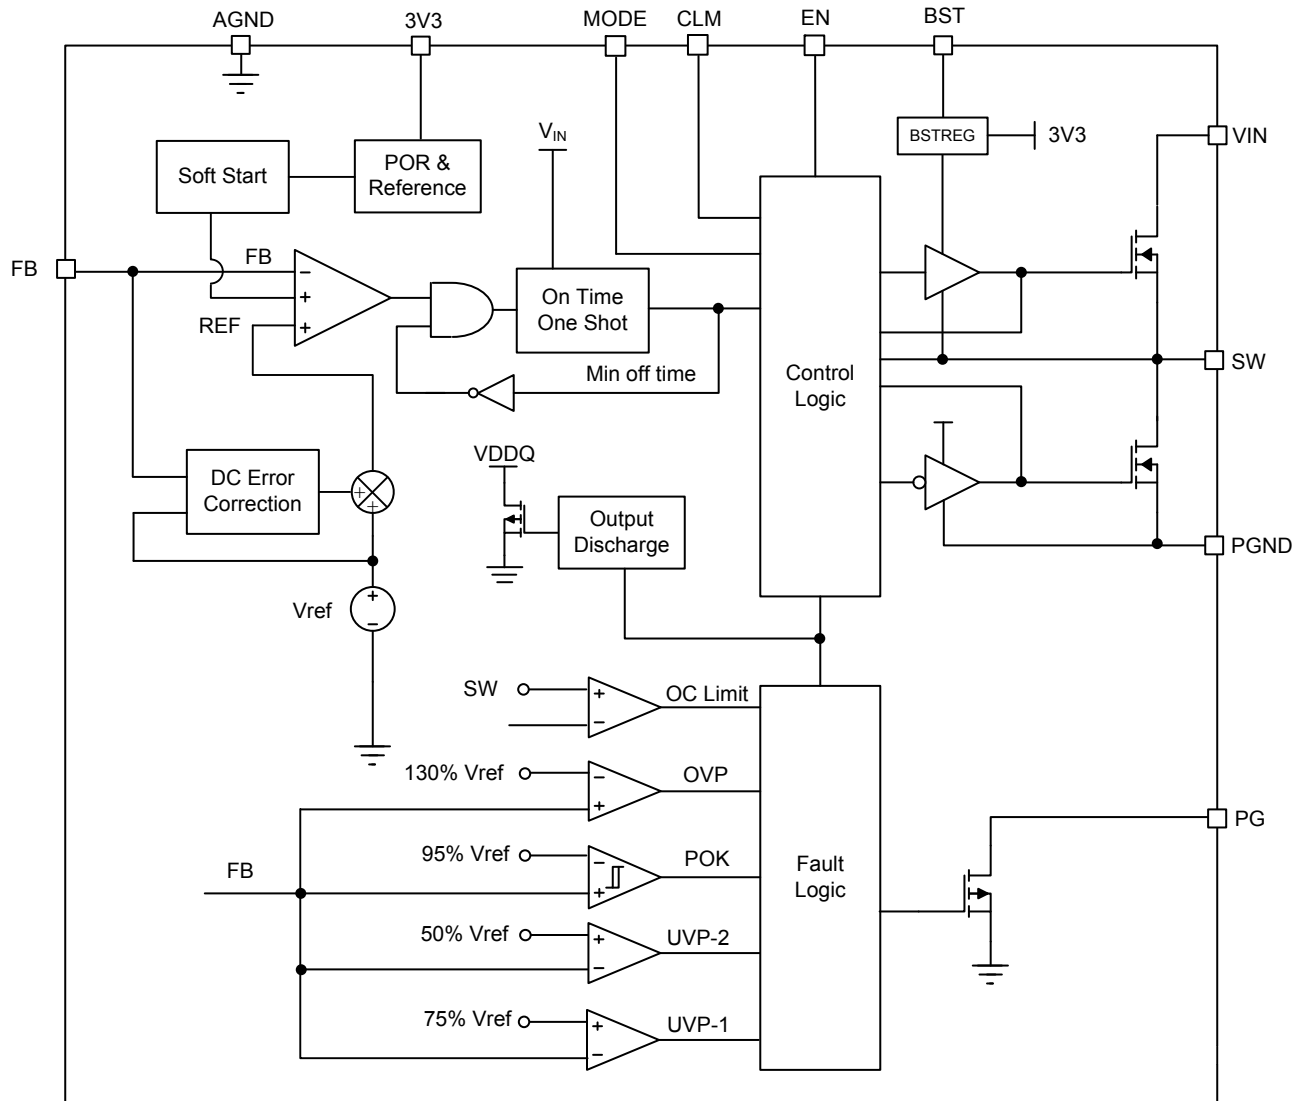 AGND
3V3
MODE
CLM
EN
BST
BSTREG
3V3
VIN
VIN
Soft Start
POR &
Reference
FB
FB
REF
On Time
One Shot
Min off time
Control
Logic
SW
DC Error
Correction
VDDQ
Output
Discharge
PGND
Vref
SW
OC Limit
130% Vref
OVP
PG
95% Vref
POK
FB
Fault
Logic
50% Vref
UVP-2
75% Vref
UVP-1